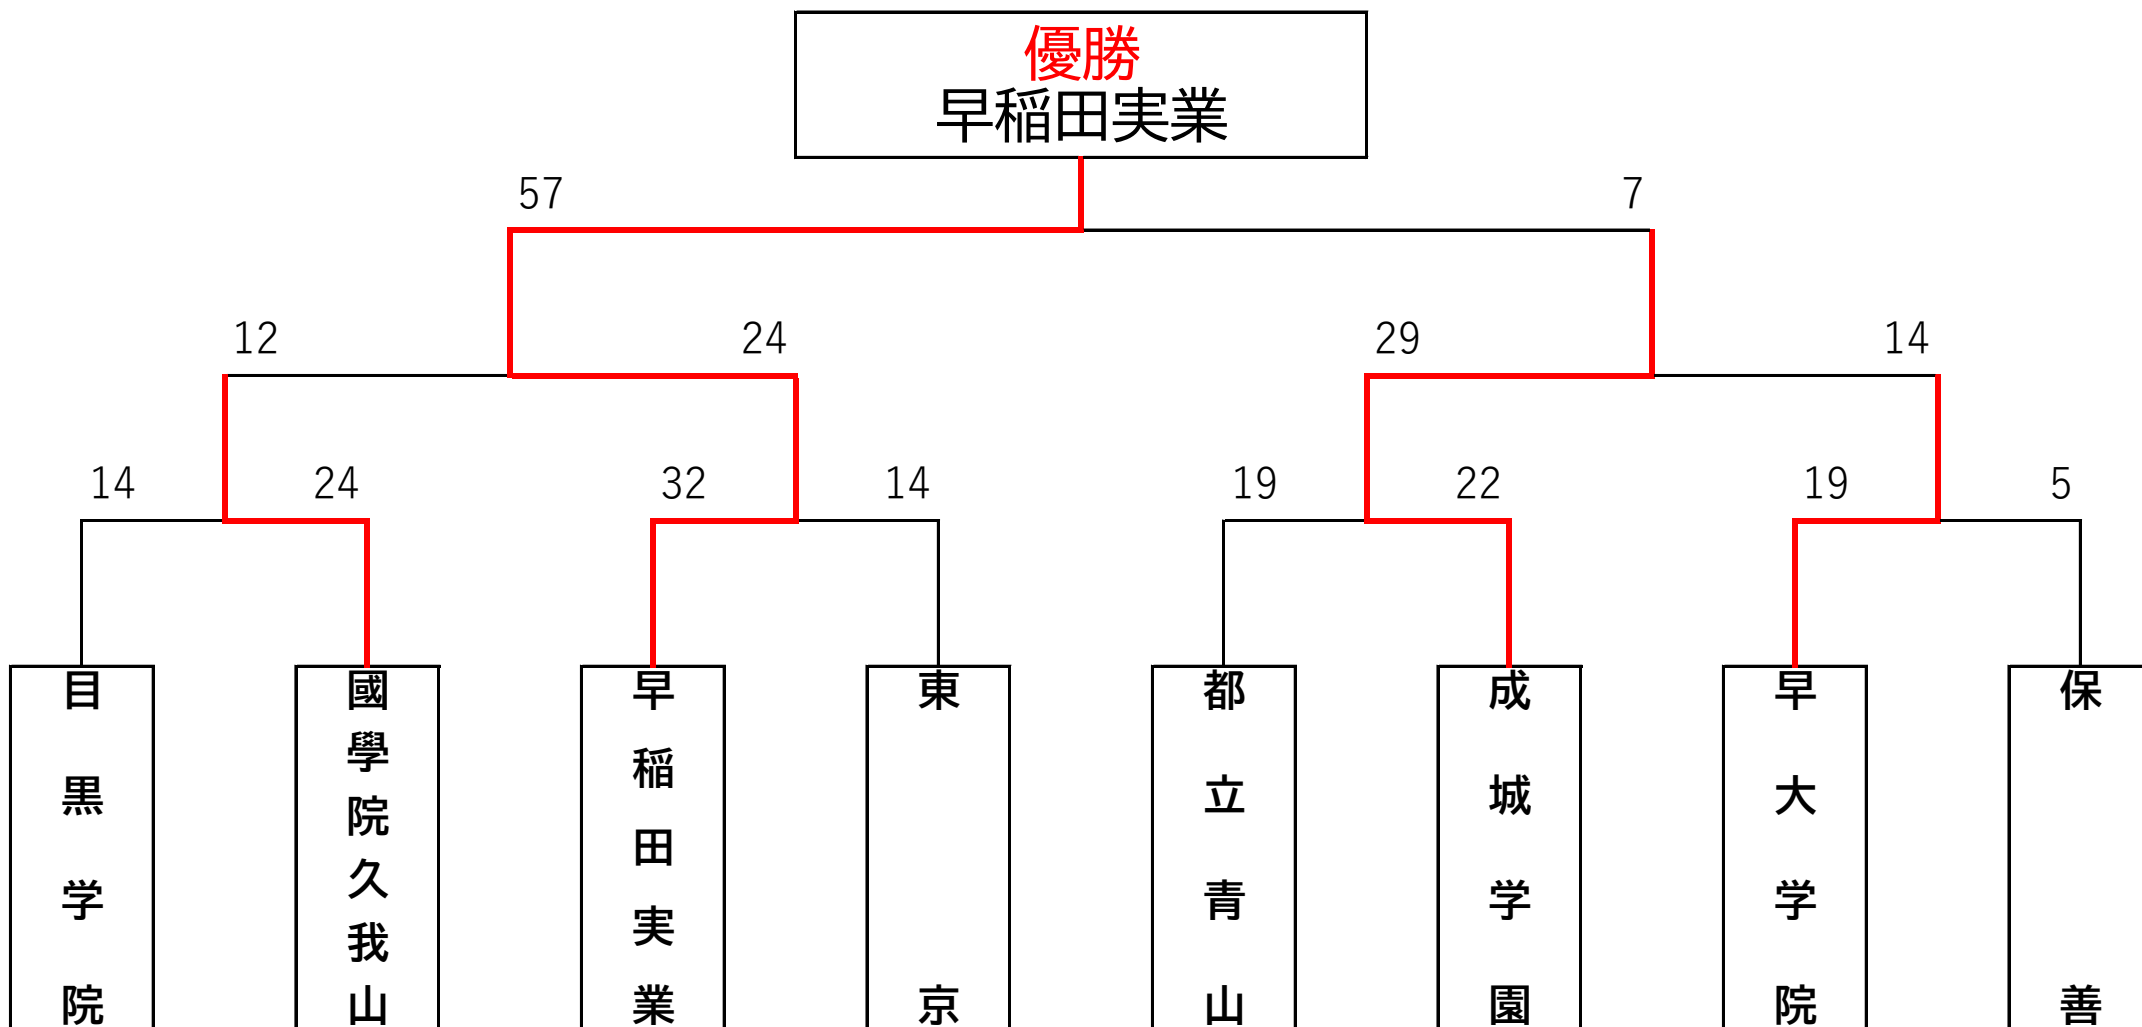 優勝
早稲田実業
57
7
12
24
29
14
14
24
32
14
19
22
19
5
目黒学院
國學院久我山
早稲田実業
東京
都立青山
成城学園
早大学院
保善